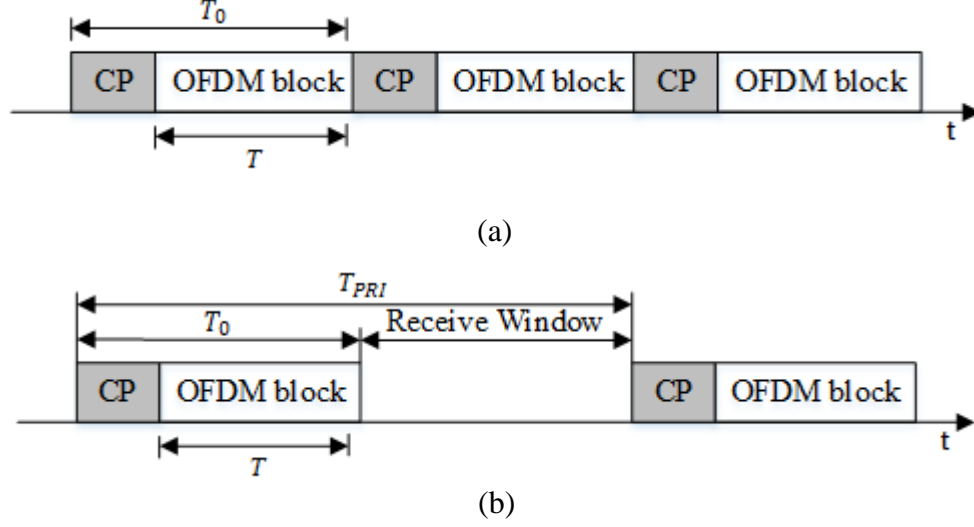 T₀
CP OFDM block CP OFDM block CP OFDM block
t
T
(a)
T_PRI
T₀ Receive Window
CP OFDM block CP OFDM block
t
T
(b)